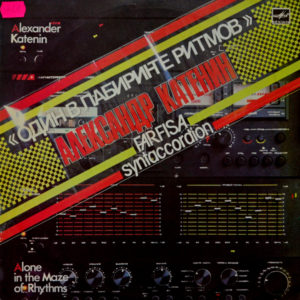 Alexander
Katenin
« ОДИН В ЛАБИРИНТЕ РИТМОВ »
АЛЕКСАНДР КАТЕНИН
FARFISA
syntaccordion
Alone
in the Maze
of Rhythms